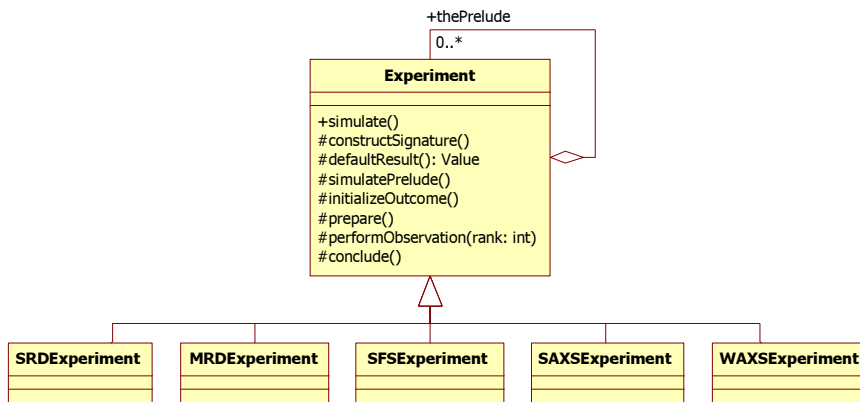 +thePrelude
0..*
Experiment
+simulate()
#constructSignature()
#defaultResult(): Value
#simulatePrelude()
#initializeOutcome()
#prepare()
#performObservation(rank: int)
#conclude()
SRDExperiment
MRDExperiment
SFSExperiment
SAXSExperiment
WAXSExperiment